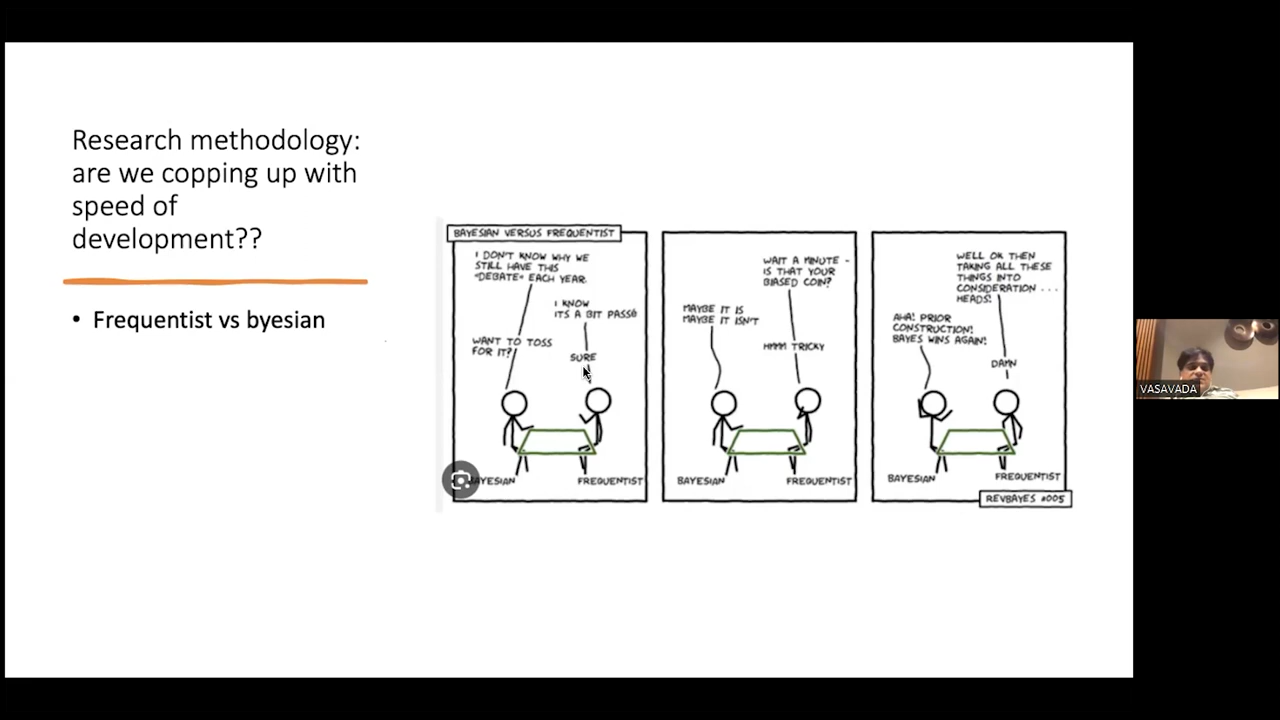 Research methodology:
are we copping up with
speed of
development??
• Frequentist vs byesian
BAYESIAN VERSUS FREQUENTIST
I DON'T KNOW WHY WE
STILL HAVE THIS
"DEBATE" EACH YEAR.
I KNOW
ITS A BIT PASSÉ
WANT TO TOSS
FOR IT?
SURE
BAYESIAN
FREQUENTIST
WAIT A MINUTE -
IS THAT YOUR
BIASED COIN?
MAYBE IT IS
MAYBE IT ISN'T
HMMM TRICKY
BAYESIAN
FREQUENTIST
WELL OK THEN
TAKING ALL THESE
THINGS INTO
CONSIDERATION . . .
HEADS!
AHA! PRIOR
CONSTRUCTION!
BAYES WINS AGAIN!
DAMN
BAYESIAN
FREQUENTIST
REVBAYES #005
VASAVADA